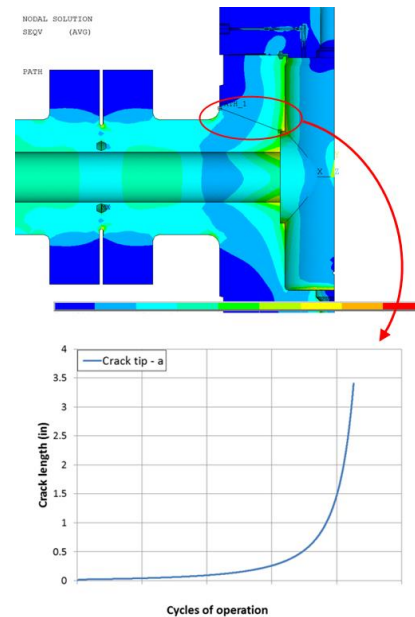 NODAL SOLUTION
SEQV (AVG)
PATH
X
4
3.5
3
2.5
2
1.5
1
0.5
0
Crack tip - a
Crack length (in)
Cycles of operation